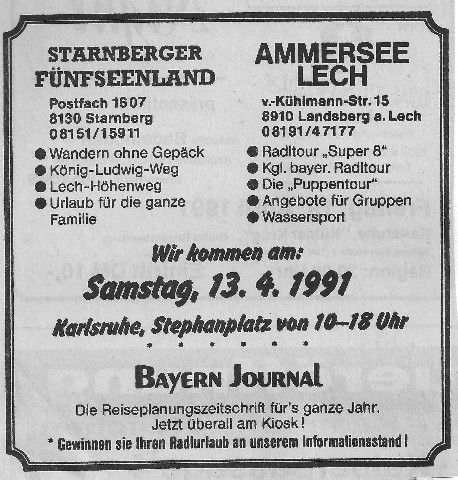 STARNBERGER
FÜNFSEENLAND
Postfach 1607
8130 Starnberg
08151/15911
● Wandern ohne Gepäck
● König-Ludwig-Weg
● Lech-Höhenweg
● Urlaub für die ganze
Familie
AMMERSEE
LECH
v.-Kühlmann-Str. 15
8910 Landsberg a. Lech
08191/47177
● Radltour „Super 8"
● Kgl. bayer. Radltour
● Die „Puppentour"
● Angebote für Gruppen
● Wassersport
Wir kommen am:
Samstag, 13. 4. 1991
Karlsruhe, Stephanplatz von 10–18 Uhr
* * * * * *
BAYERN JOURNAL
Die Reiseplanungszeitschrift für's ganze Jahr.
Jetzt überall am Kiosk!
* Gewinnen sie Ihren Radlurlaub an unserem Informationsstand!